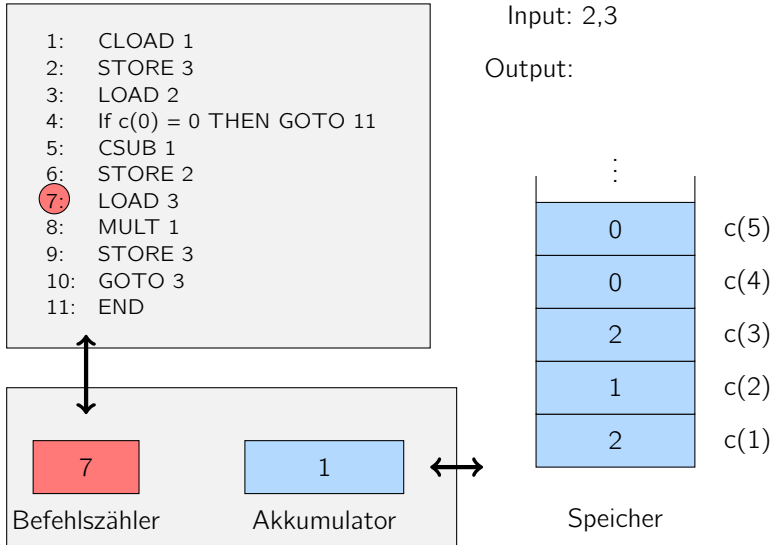 1: CLOAD 1
2: STORE 3
3: LOAD 2
4: If c(0) = 0 THEN GOTO 11
5: CSUB 1
6: STORE 2
7: LOAD 3
8: MULT 1
9: STORE 3
10: GOTO 3
11: END
Input: 2,3
Output:
⋮
0 c(5)
0 c(4)
2 c(3)
1 c(2)
2 c(1)
7 1
Befehlszähler Akkumulator Speicher